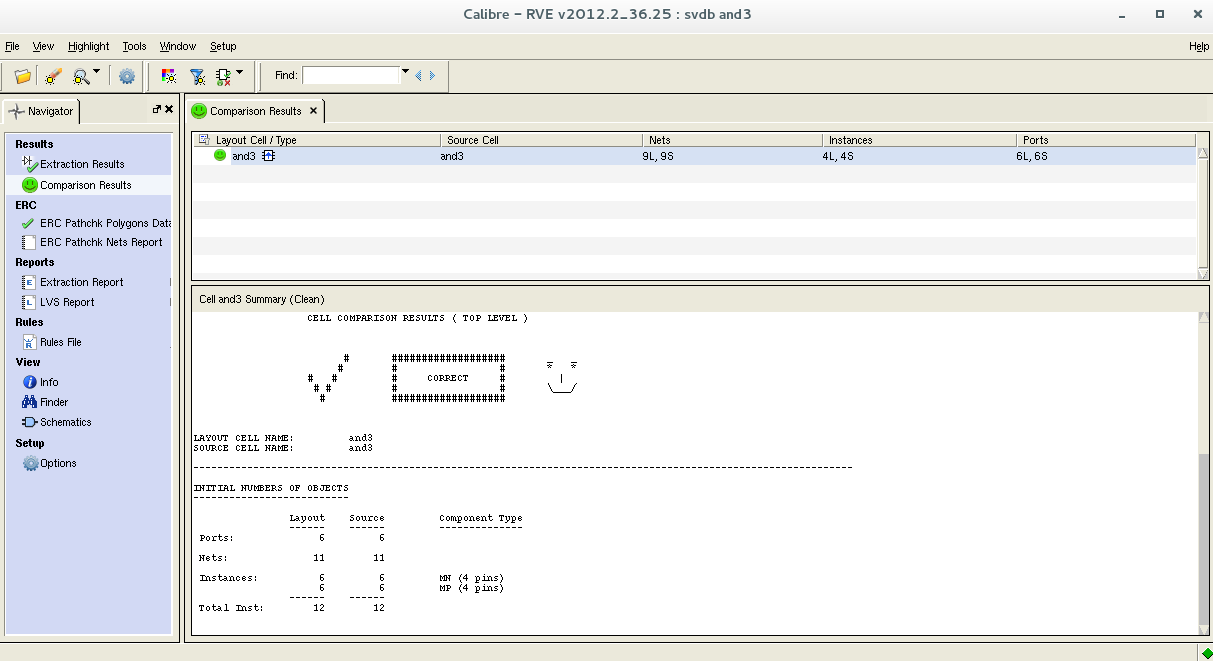 Calibre - RVE v2012.2_36.25 : svdb and3
File View Highlight Tools Window Setup Help
Find:
Navigator
Comparison Results
Results
Extraction Results
Comparison Results
ERC
ERC Pathchk Polygons Data
ERC Pathchk Nets Report
Reports
Extraction Report
LVS Report
Rules
Rules File
View
Info
Finder
Schematics
Setup
Options
Layout Cell / Type Source Cell Nets Instances Ports
and3 and3 9L, 9S 4L, 4S 6L, 6S
Cell and3 Summary (Clean)
CELL COMPARISON RESULTS ( TOP LEVEL )
CORRECT
LAYOUT CELL NAME: and3
SOURCE CELL NAME: and3
INITIAL NUMBERS OF OBJECTS
Layout Source Component Type
Ports: 6 6
Nets: 11 11
Instances: 6 6 MN (4 pins)
6 6 MP (4 pins)
Total Inst: 12 12